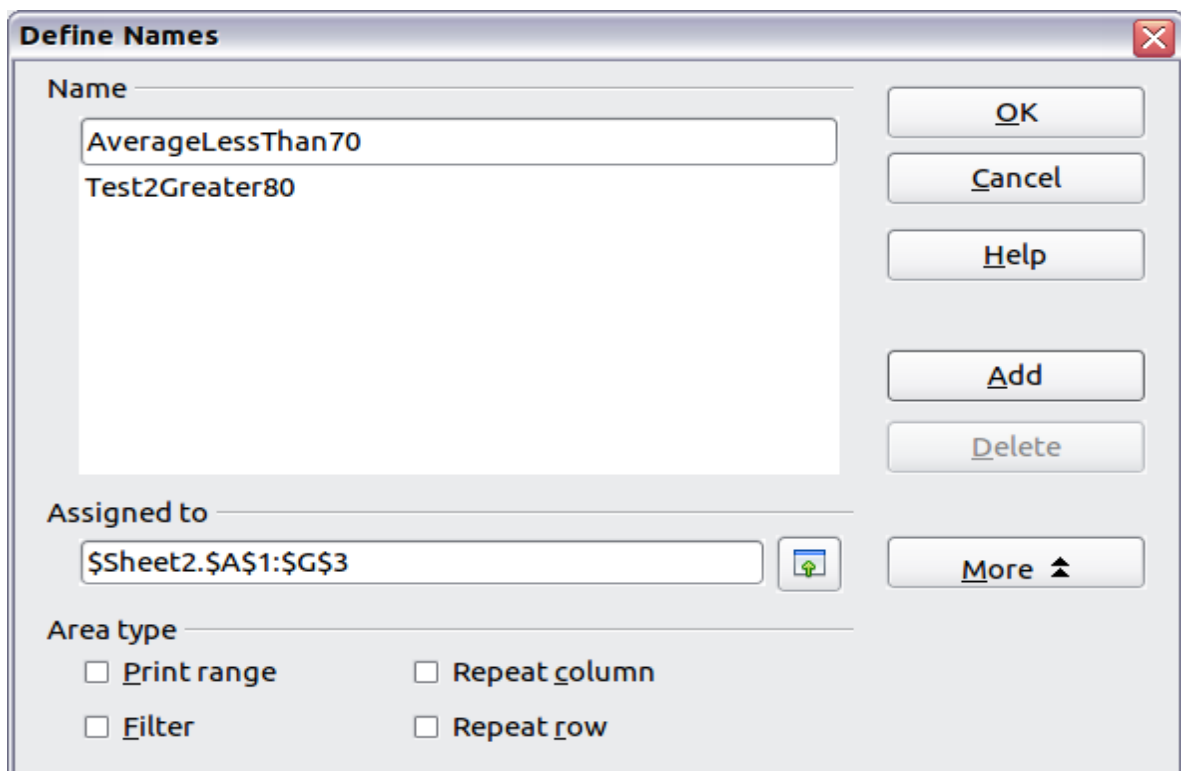 Define Names
Name
AverageLessThan70
Test2Greater80
OK
Cancel
Help
Add
Delete
Assigned to
$Sheet2.$A$1:$G$3
More
Area type
Print range
Repeat column
Filter
Repeat row